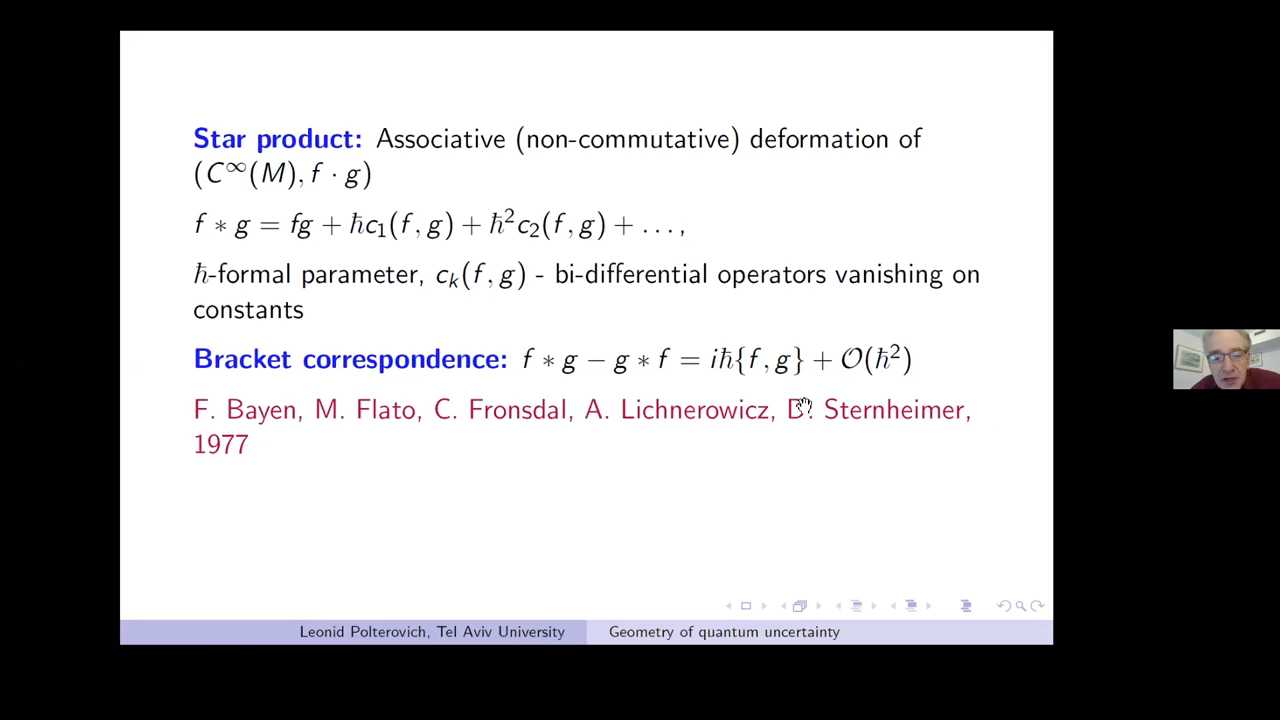 Star product: Associative (non-commutative) deformation of
(C^∞(M), f · g)
f ∗ g = fg + ℏc₁(f, g) + ℏ²c₂(f, g) + . . . ,
ℏ-formal parameter, cₖ(f, g) - bi-differential operators vanishing on
constants
Bracket correspondence: f ∗ g − g ∗ f = iℏ{f, g} + 𝒪(ℏ²)
F. Bayen, M. Flato, C. Fronsdal, A. Lichnerowicz, D. Sternheimer,
1977
Leonid Polterovich, Tel Aviv University
Geometry of quantum uncertainty